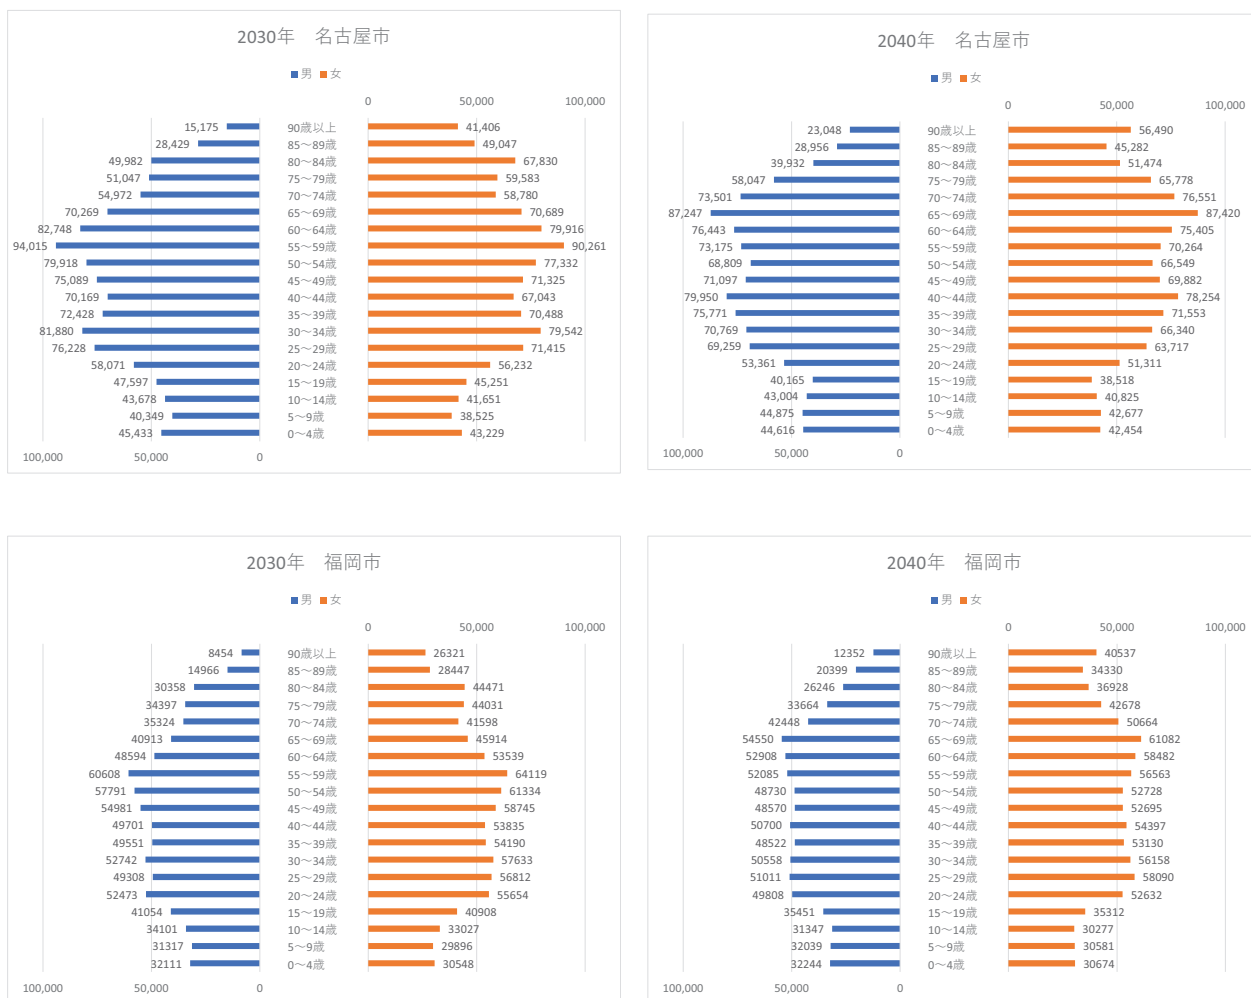 2030年　名古屋市
男 女
0 50,000 100,000
15,175 90歳以上 41,406
28,429 85～89歳 49,047
49,982 80～84歳 67,830
51,047 75～79歳 59,583
54,972 70～74歳 58,780
70,269 65～69歳 70,689
82,748 60～64歳 79,916
94,015 55～59歳 90,261
79,918 50～54歳 77,332
75,089 45～49歳 71,325
70,169 40～44歳 67,043
72,428 35～39歳 70,488
81,880 30～34歳 79,542
76,228 25～29歳 71,415
58,071 20～24歳 56,232
47,597 15～19歳 45,251
43,678 10～14歳 41,651
40,349 5～9歳 38,525
45,433 0～4歳 43,229
100,000 50,000 0
2040年　名古屋市
男 女
0 50,000 100,000
23,048 90歳以上 56,490
28,956 85～89歳 45,282
39,932 80～84歳 51,474
58,047 75～79歳 65,778
73,501 70～74歳 76,551
87,247 65～69歳 87,420
76,443 60～64歳 75,405
73,175 55～59歳 70,264
68,809 50～54歳 66,549
71,097 45～49歳 69,882
79,950 40～44歳 78,254
75,771 35～39歳 71,553
70,769 30～34歳 66,340
69,259 25～29歳 63,717
53,361 20～24歳 51,311
40,165 15～19歳 38,518
43,004 10～14歳 40,825
44,875 5～9歳 42,677
44,616 0～4歳 42,454
100,000 50,000 0
2030年　福岡市
男 女
0 50,000 100,000
8454 90歳以上 26321
14966 85～89歳 28447
30358 80～84歳 44471
34397 75～79歳 44031
35324 70～74歳 41598
40913 65～69歳 45914
48594 60～64歳 53539
60608 55～59歳 64119
57791 50～54歳 61334
54981 45～49歳 58745
49701 40～44歳 53835
49551 35～39歳 54190
52742 30～34歳 57633
49308 25～29歳 56812
52473 20～24歳 55654
41054 15～19歳 40908
34101 10～14歳 33027
31317 5～9歳 29896
32111 0～4歳 30548
100,000 50,000 0
2040年　福岡市
男 女
0 50,000 100,000
12352 90歳以上 40537
20399 85～89歳 34330
26246 80～84歳 36928
33664 75～79歳 42678
42448 70～74歳 50664
54550 65～69歳 61082
52908 60～64歳 58482
52085 55～59歳 56563
48730 50～54歳 52728
48570 45～49歳 52695
50700 40～44歳 54397
48522 35～39歳 53130
50558 30～34歳 56158
51011 25～29歳 58090
49808 20～24歳 52632
35451 15～19歳 35312
31347 10～14歳 30277
32039 5～9歳 30581
32244 0～4歳 30674
100,000 50,000 0